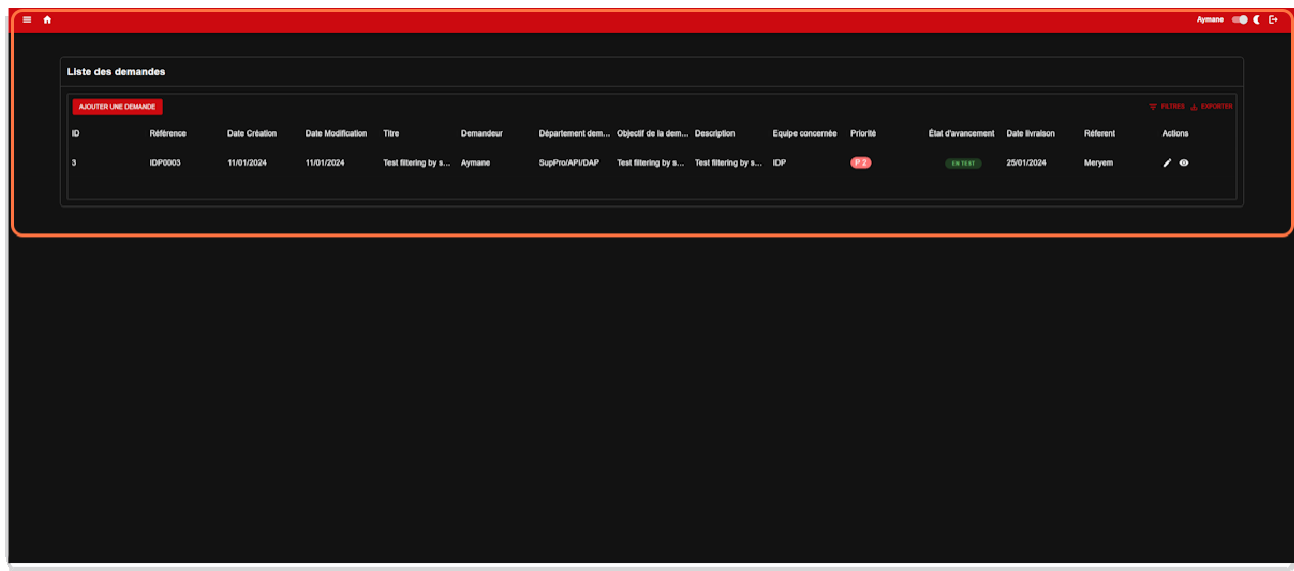 Aymane
Liste des demandes
AJOUTER UNE DEMANDE
FILTRES EXPORTER
ID Référence Date Création Date Modification Titre Demandeur Département dem... Objectif de la dem... Description Equipe concernée Priorité État d'avancement Date livraison Réferent Actions
3 IDP0003 11/01/2024 11/01/2024 Test filtering by s... Aymane SupPro/API/DAP Test filtering by s... Test filtering by s... IDP P 2 EN TEST 25/01/2024 Meryem